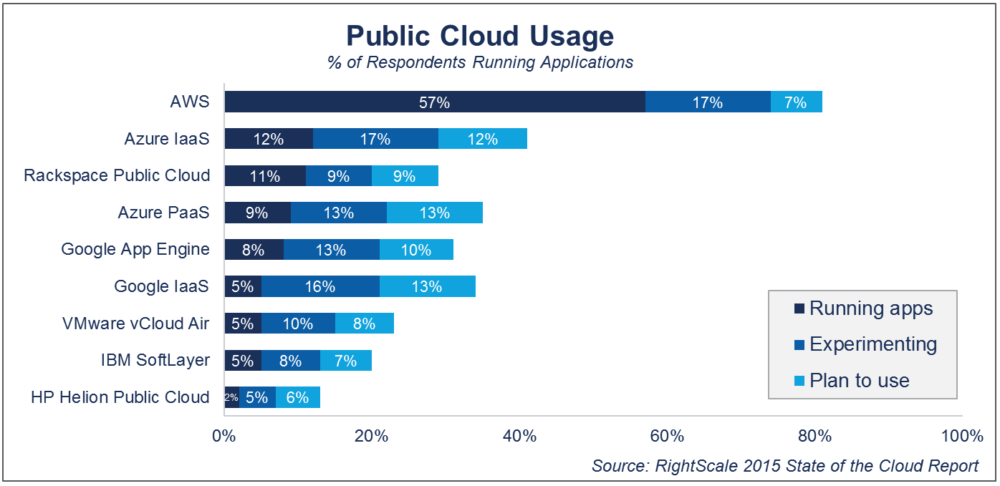 Public Cloud Usage
% of Respondents Running Applications
AWS 57% 17% 7%
Azure IaaS 12% 17% 12%
Rackspace Public Cloud 11% 9% 9%
Azure PaaS 9% 13% 13%
Google App Engine 8% 13% 10%
Google IaaS 5% 16% 13%
VMware vCloud Air 5% 10% 8%
IBM SoftLayer 5% 8% 7%
HP Helion Public Cloud 2% 5% 6%
Running apps
Experimenting
Plan to use
0% 20% 40% 60% 80% 100%
Source: RightScale 2015 State of the Cloud Report